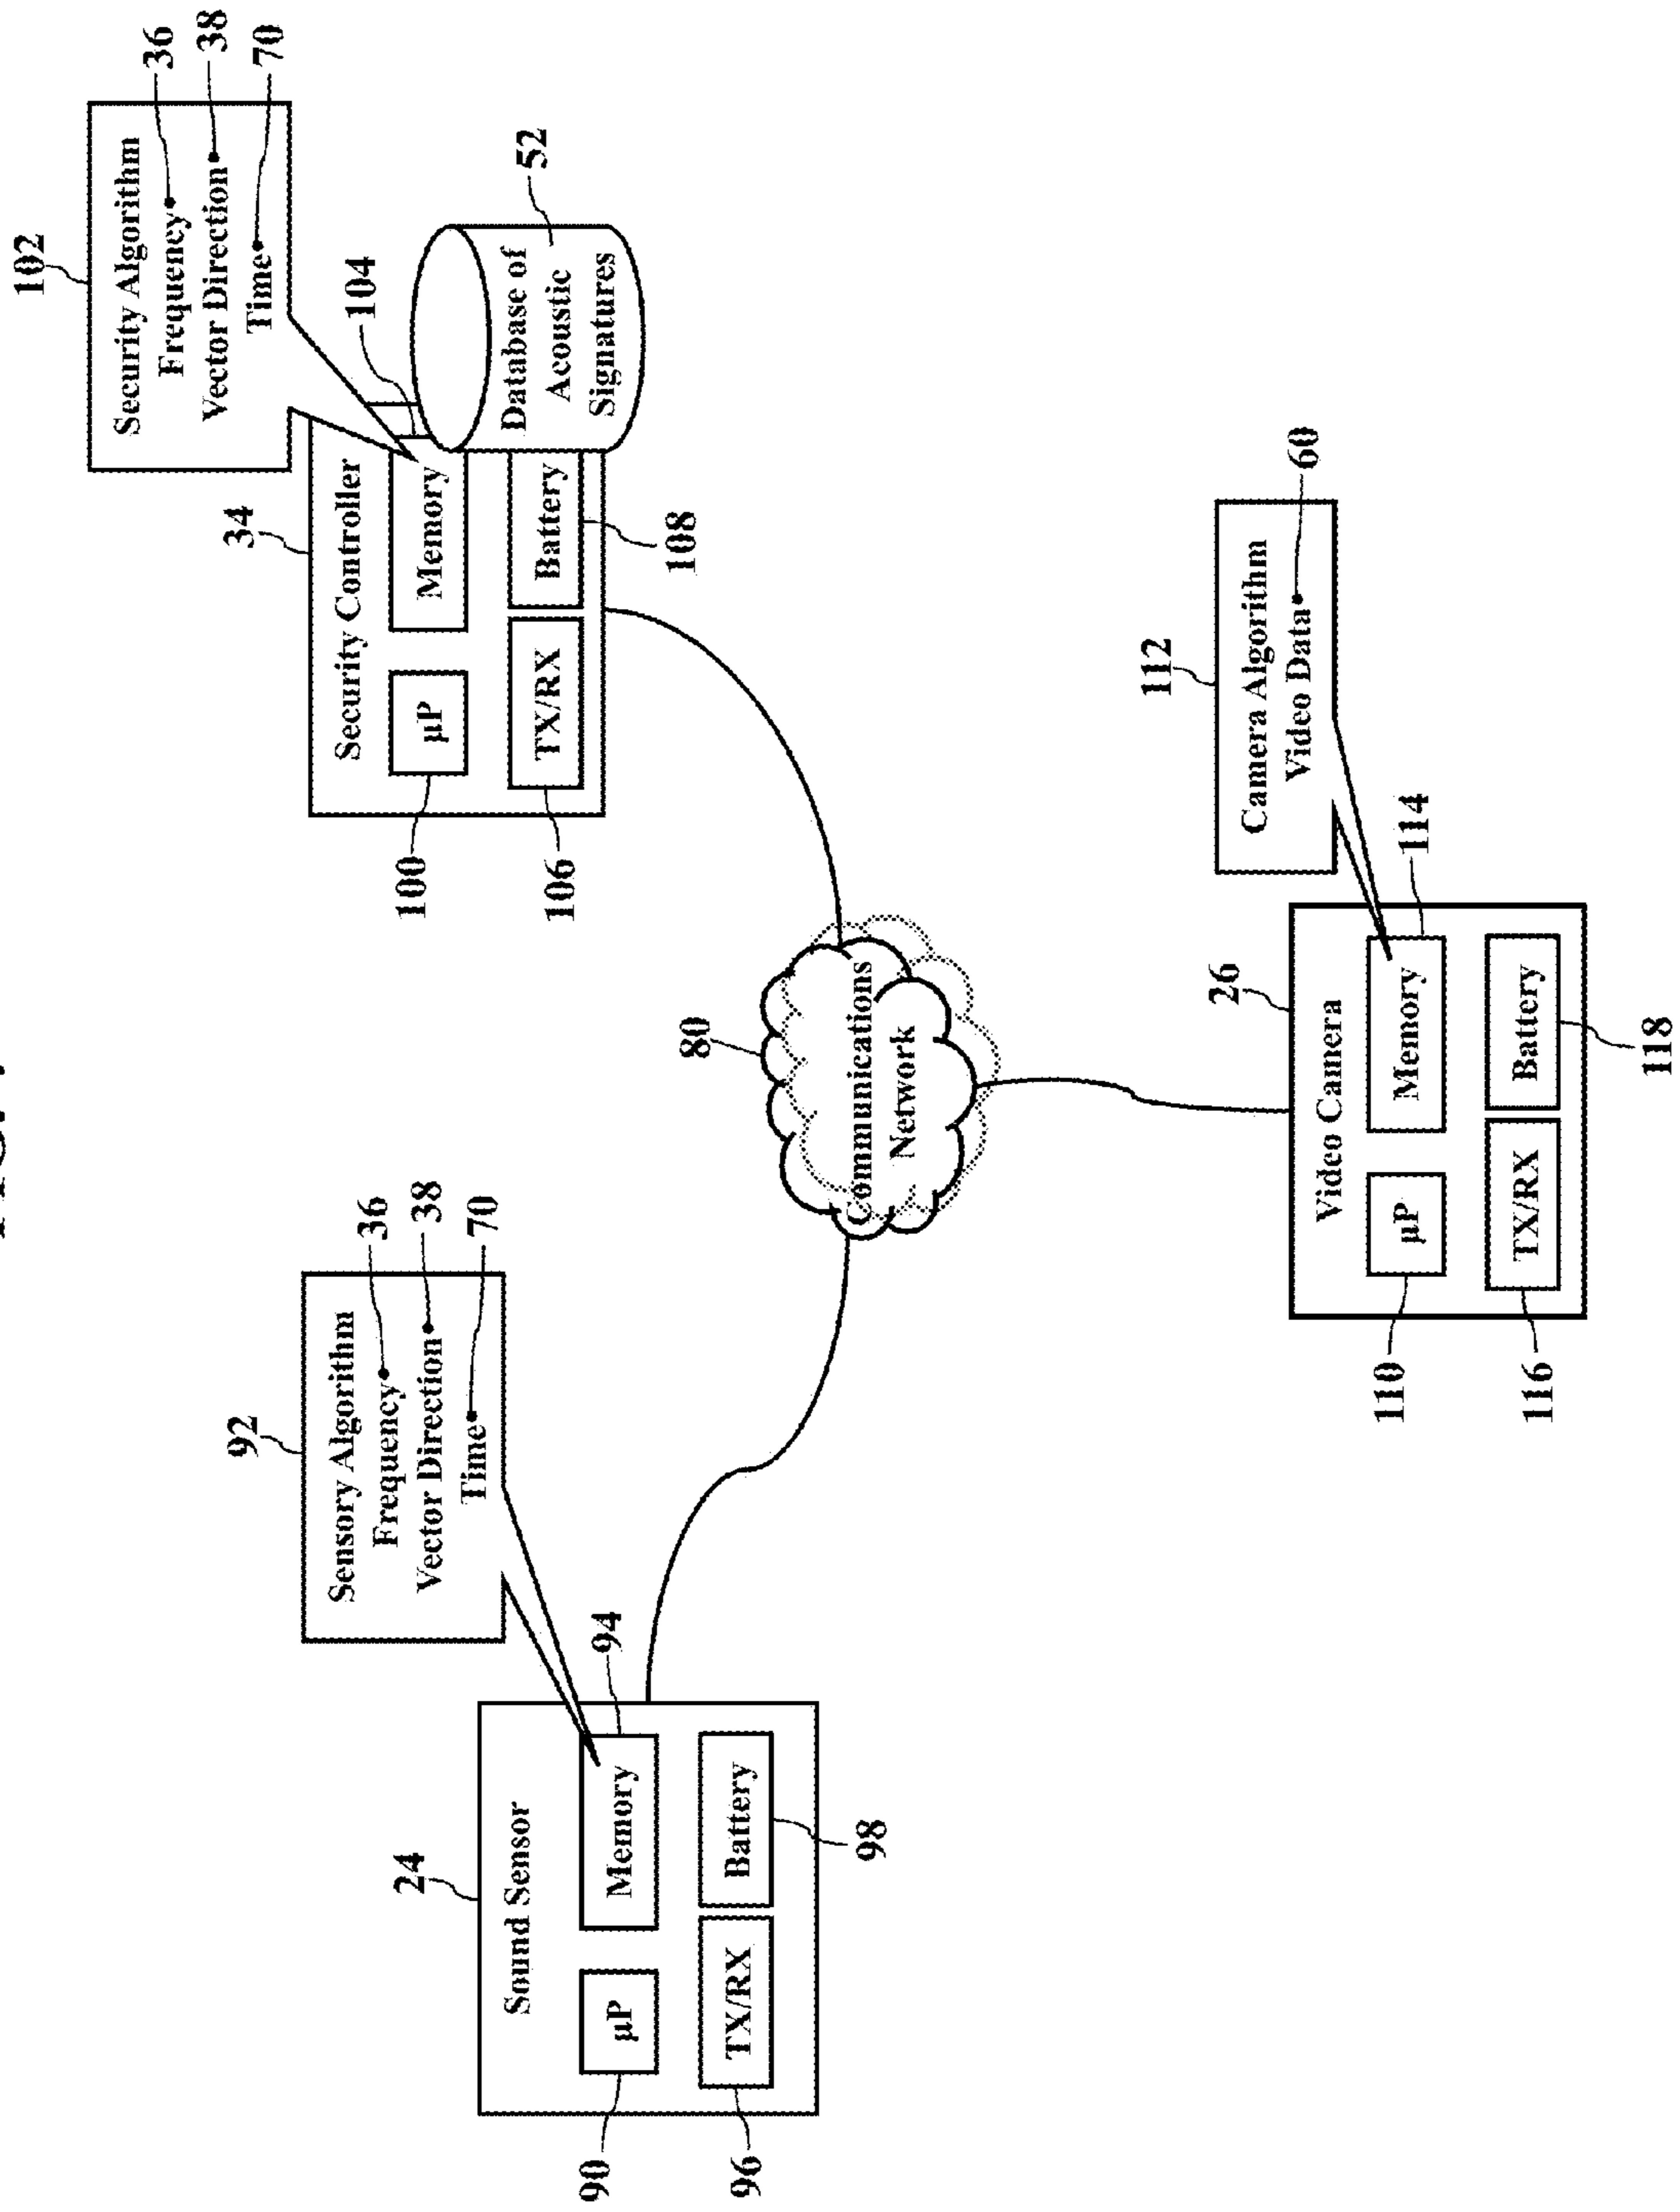 102
Security Algorithm
Frequency
36
Vector Direction
38
Time
70
34
Security Controller
104
µP
Memory
100
TX/RX
Battery
106
108
Database of
Acoustic
Signatures
52
92
Sensory Algorithm
Frequency
36
Vector Direction
38
Time
70
24
Sound Sensor
94
µP
Memory
90
TX/RX
Battery
96
98
80
Communications
Network
112
Camera Algorithm
Video Data
60
26
Video Camera
114
µP
Memory
110
TX/RX
Battery
116
118